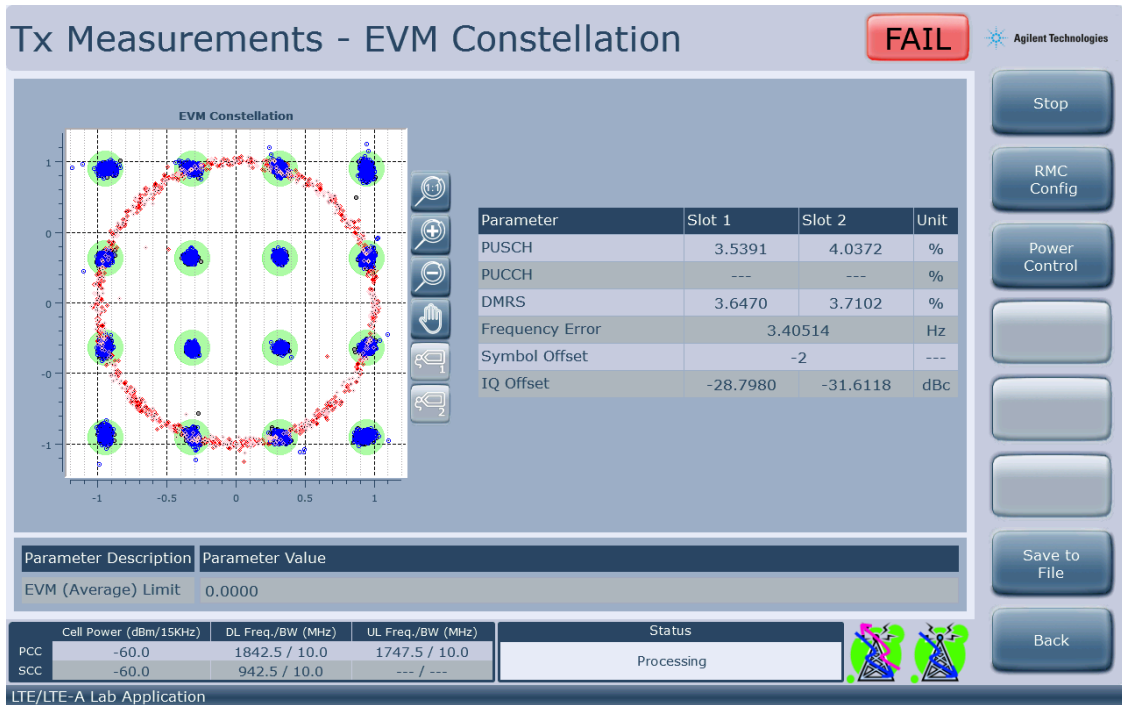 Tx Measurements - EVM Constellation
FAIL
Agilent Technologies
EVM Constellation
1
0
0
-0
-1
-1
-0.5
0
0.5
1
1:1
1
2
Parameter Slot 1 Slot 2 Unit
PUSCH 3.5391 4.0372 %
PUCCH --- --- %
DMRS 3.6470 3.7102 %
Frequency Error 3.40514 Hz
Symbol Offset -2 ---
IQ Offset -28.7980 -31.6118 dBc
Stop
RMC
Config
Power
Control
Save to
File
Back
Parameter Description Parameter Value
EVM (Average) Limit 0.0000
Cell Power (dBm/15KHz) DL Freq./BW (MHz) UL Freq./BW (MHz)
PCC -60.0 1842.5 / 10.0 1747.5 / 10.0
SCC -60.0 942.5 / 10.0 --- / ---
Status
Processing
LTE/LTE-A Lab Application